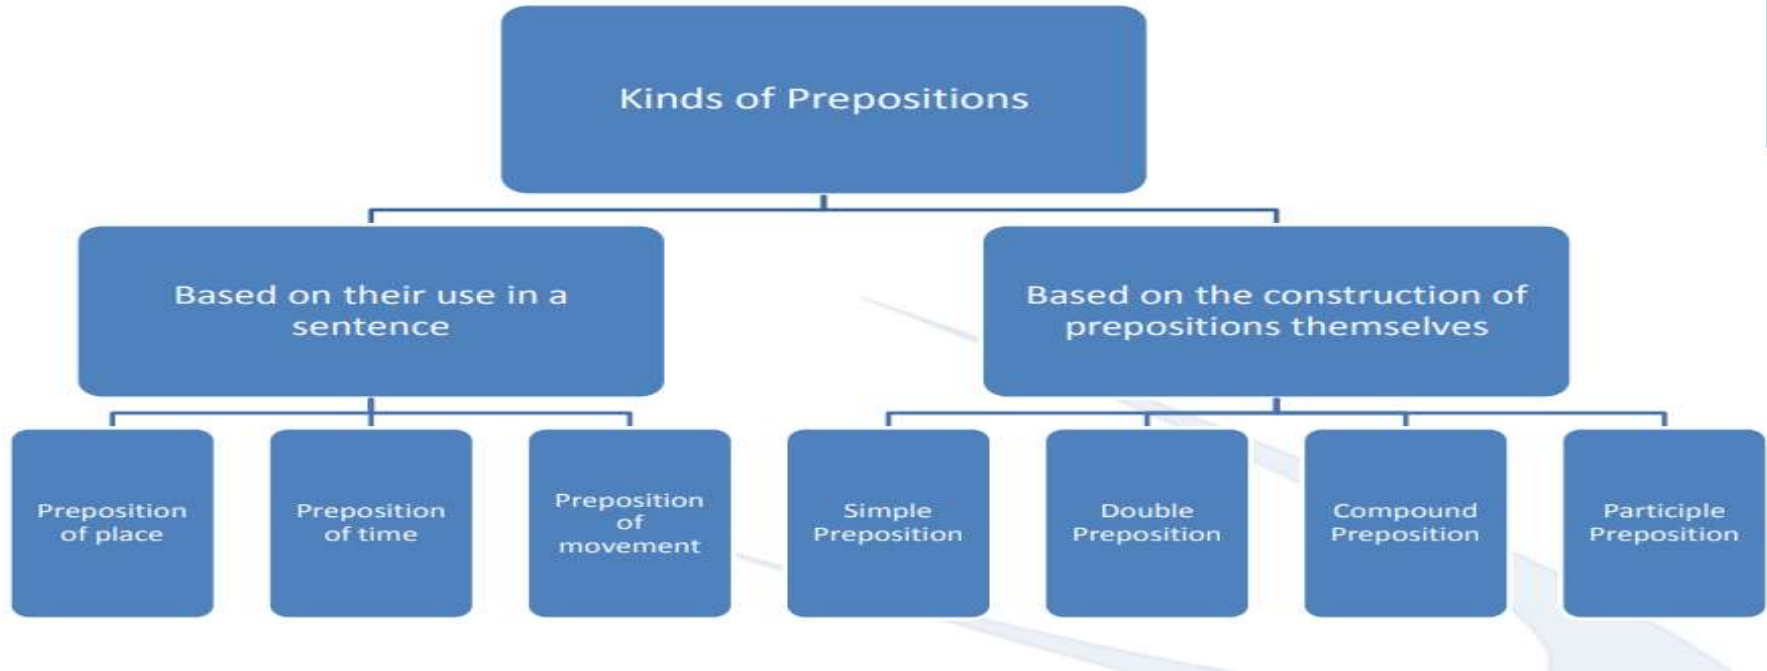 Kinds of Prepositions
Based on their use in a
sentence
Based on the construction of
prepositions themselves
Preposition
of place
Preposition
of time
Preposition
of
movement
Simple
Preposition
Double
Preposition
Compound
Preposition
Participle
Preposition